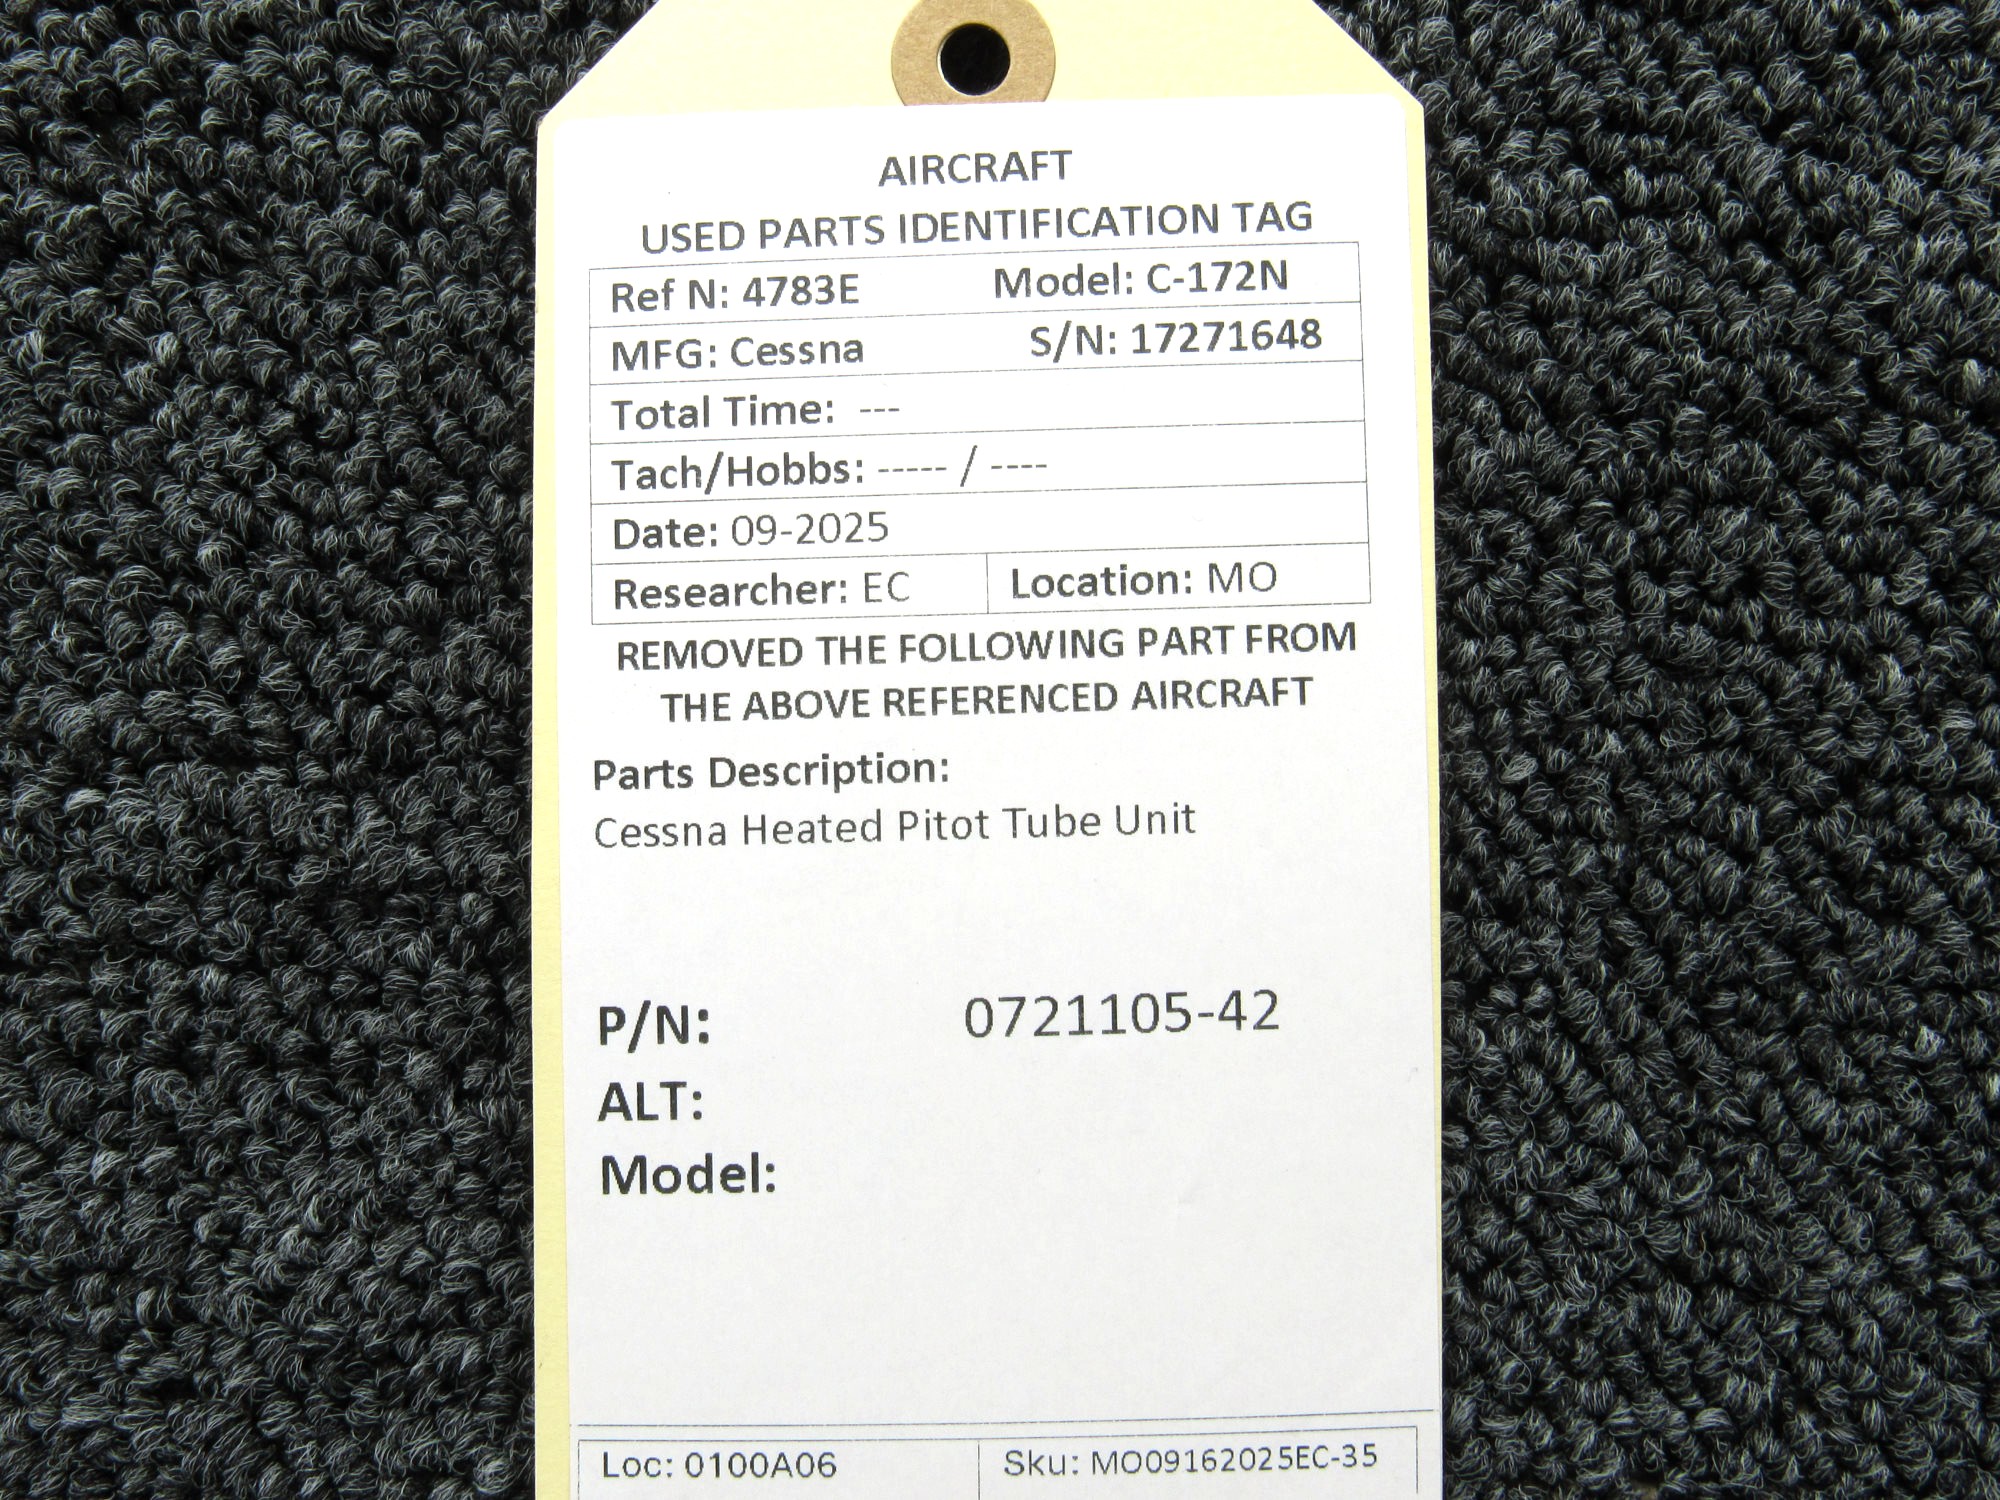 AIRCRAFT
USED PARTS IDENTIFICATION TAG
Ref N: 4783E Model: C-172N
MFG: Cessna S/N: 17271648
Total Time: ---
Tach/Hobbs: ----- / ----
Date: 09-2025
Researcher: EC Location: MO
REMOVED THE FOLLOWING PART FROM
THE ABOVE REFERENCED AIRCRAFT
Parts Description:
Cessna Heated Pitot Tube Unit
P/N: 0721105-42
ALT:
Model:
Loc: 0100A06 Sku: MO09162025EC-35